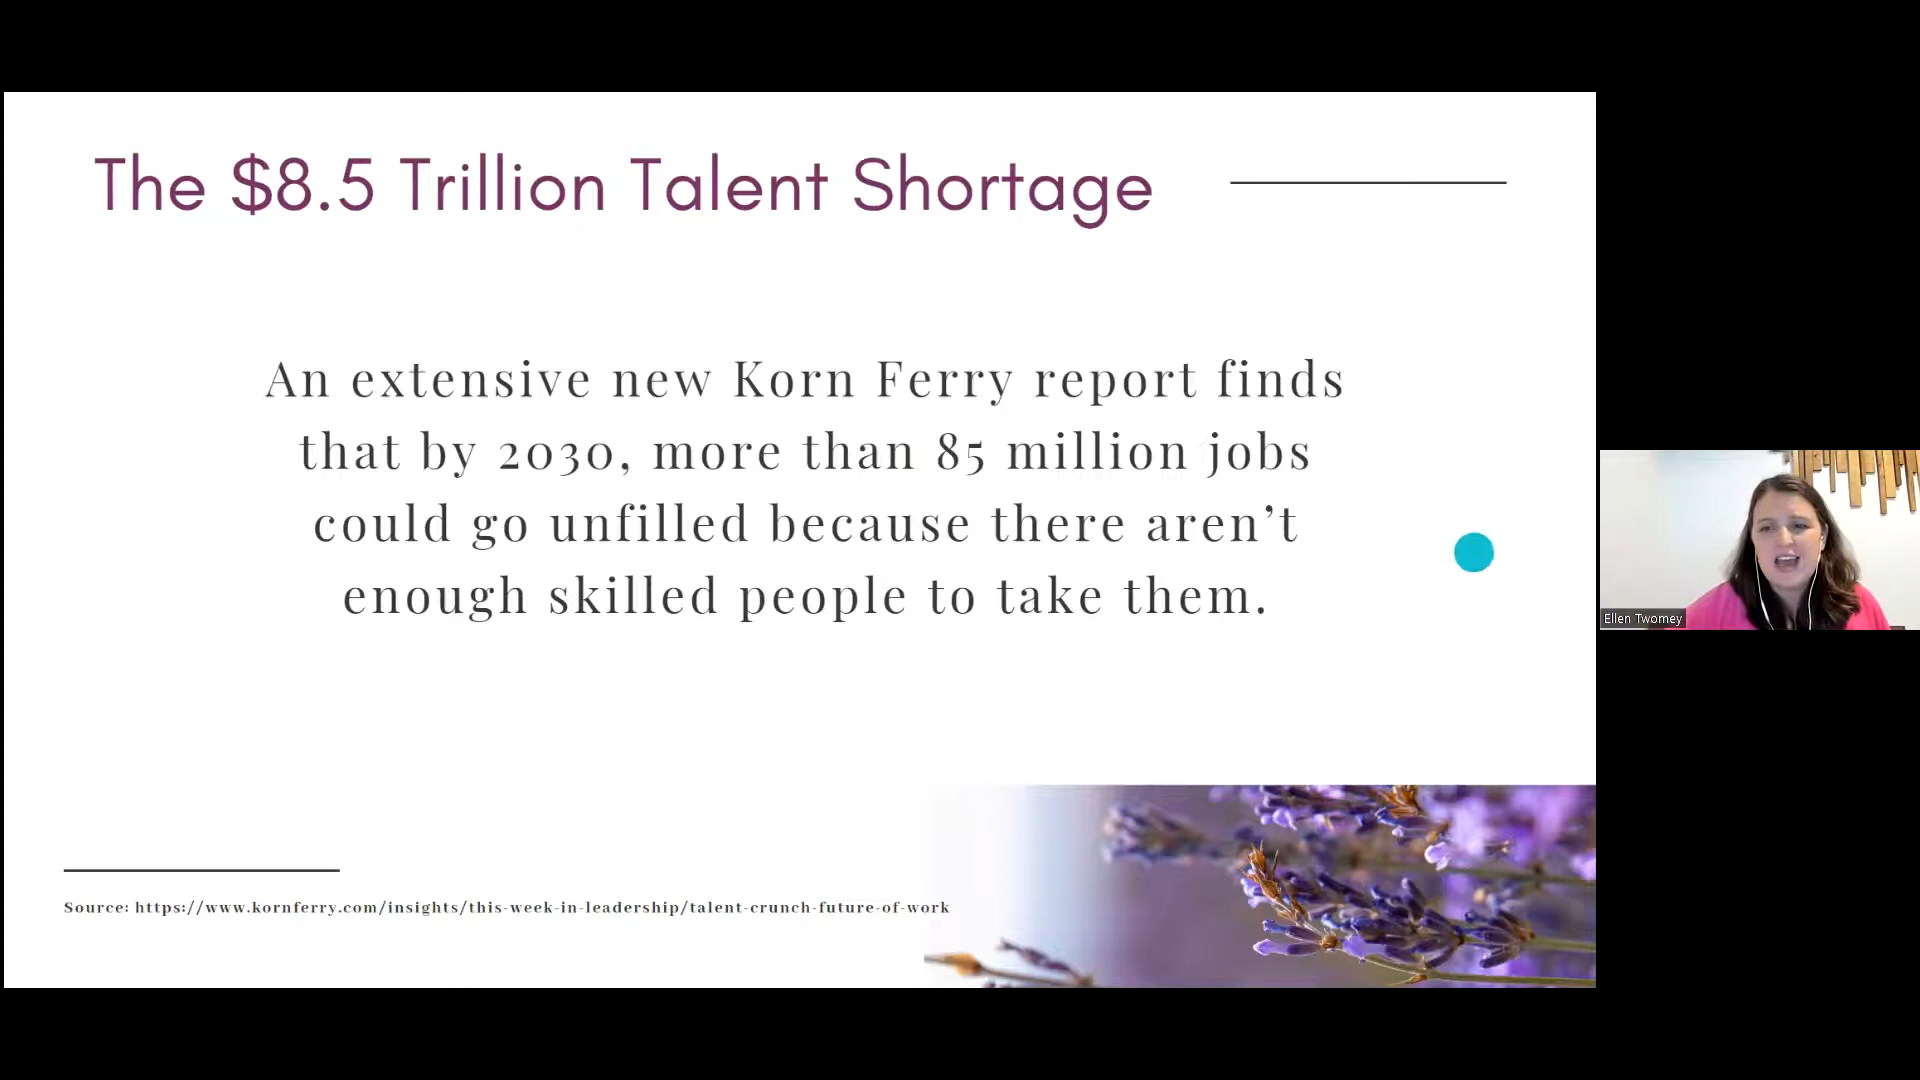 The $8.5 Trillion Talent Shortage
An extensive new Korn Ferry report finds
that by 2030, more than 85 million jobs
could go unfilled because there aren’t
enough skilled people to take them.
Ellen Twomey
Source: https://www.kornferry.com/insights/this-week-in-leadership/talent-crunch-future-of-work